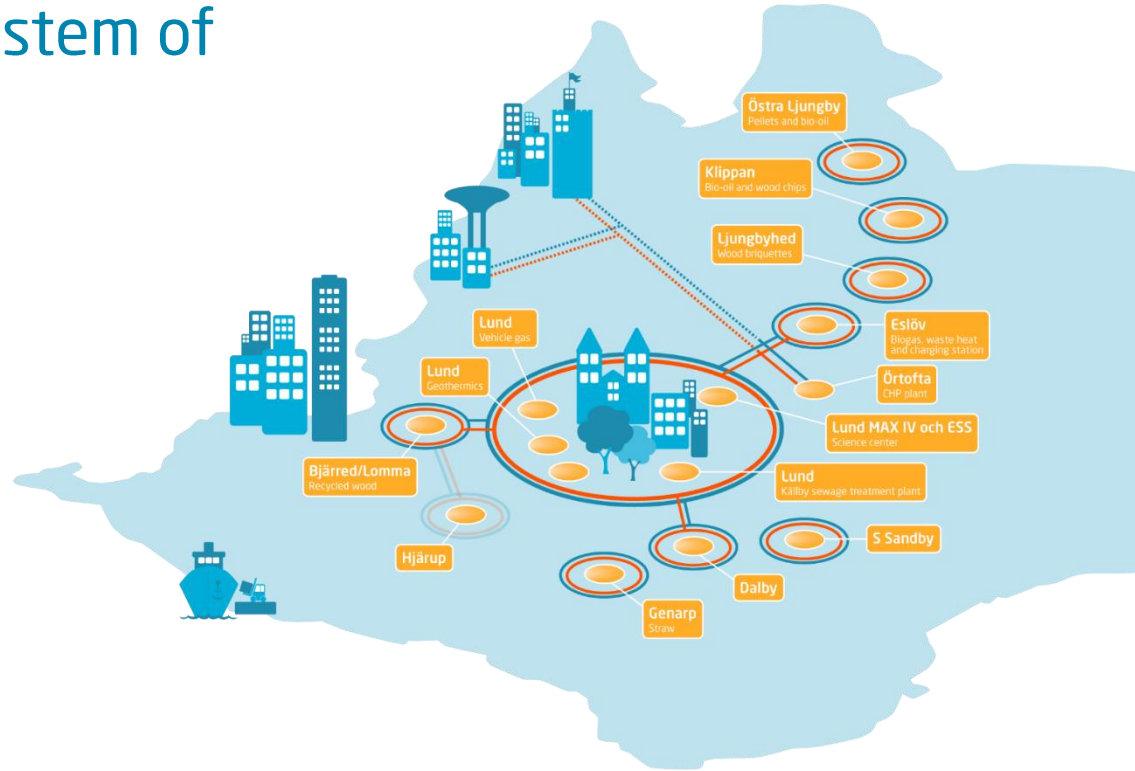 stem of
Östra Ljungby
Pellets and bio-oil
Klippan
Bio-oil and wood chips
Ljungbyhed
Wood briquettes
Lund
Vehicle gas
Eslöv
Biogas, waste heat
and charging station
Lund
Geothermics
Örtofta
CHP plant
Lund MAX IV och ESS
Science center
Bjärred/Lomma
Recycled wood
Lund
Källby sewage treatment plant
S Sandby
Hjärup
Dalby
Genarp
Straw